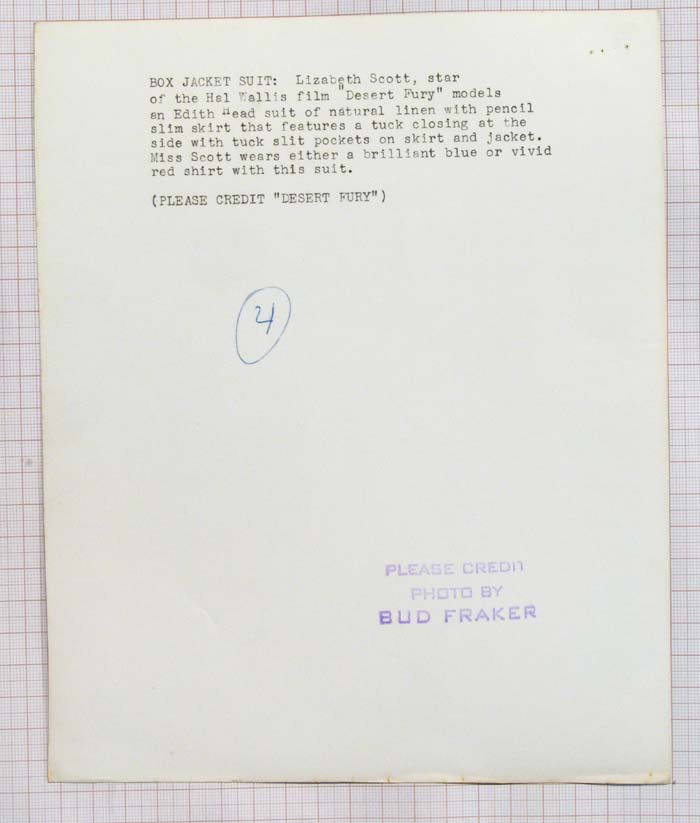 BOX JACKET SUIT:  Lizabeth Scott, star
of the Hal Wallis film "Desert Fury" models
an Edith Head suit of natural linen with pencil
slim skirt that features a tuck closing at the
side with tuck slit pockets on skirt and jacket.
Miss Scott wears either a brilliant blue or vivid
red shirt with this suit.
(PLEASE CREDIT "DESERT FURY")
4
PLEASE CREDIT
PHOTO BY
BUD FRAKER